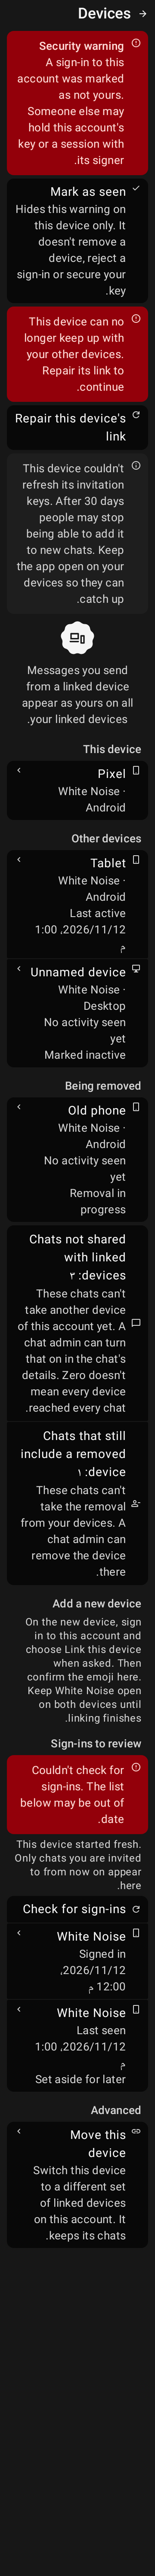 Devices
Security warning
A sign-in to this
account was marked
as not yours.
Someone else may
hold this account's
key or a session with
its signer.
Mark as seen
Hides this warning on
this device only. It
doesn't remove a
device, reject a
sign-in or secure your
key.
This device can no
longer keep up with
your other devices.
Repair its link to
continue.
Repair this device's
link
This device couldn't
refresh its invitation
keys. After 30 days
people may stop
being able to add it
to new chats. Keep
the app open on your
devices so they can
catch up.
Messages you send
from a linked device
appear as yours on all
your linked devices.
This device
Pixel
White Noise ·
Android
Other devices
Tablet
White Noise ·
Android
Last active
2026/11/12, 1:00
م
Unnamed device
White Noise ·
Desktop
No activity seen
yet
Marked inactive
Being removed
Old phone
White Noise ·
Android
No activity seen
yet
Removal in
progress
Chats not shared
with linked
devices: ٣
These chats can't
take another device
of this account yet. A
chat admin can turn
that on in the chat's
details. Zero doesn't
mean every device
reached every chat.
Chats that still
include a removed
device: ١
These chats can't
take the removal
from your devices. A
chat admin can
remove the device
there.
Add a new device
On the new device, sign
in to this account and
choose Link this device
when asked. Then
confirm the emoji here.
Keep White Noise open
on both devices until
linking finishes.
Sign-ins to review
Couldn't check for
sign-ins. The list
below may be out of
date.
This device started fresh.
Only chats you are invited
to from now on appear
here.
Check for sign-ins
White Noise
Signed in
2026/11/12,
12:00 م
White Noise
Last seen
2026/11/12, 1:00
م
Set aside for later
Advanced
Move this
device
Switch this device
to a different set
of linked devices
on this account. It
keeps its chats.